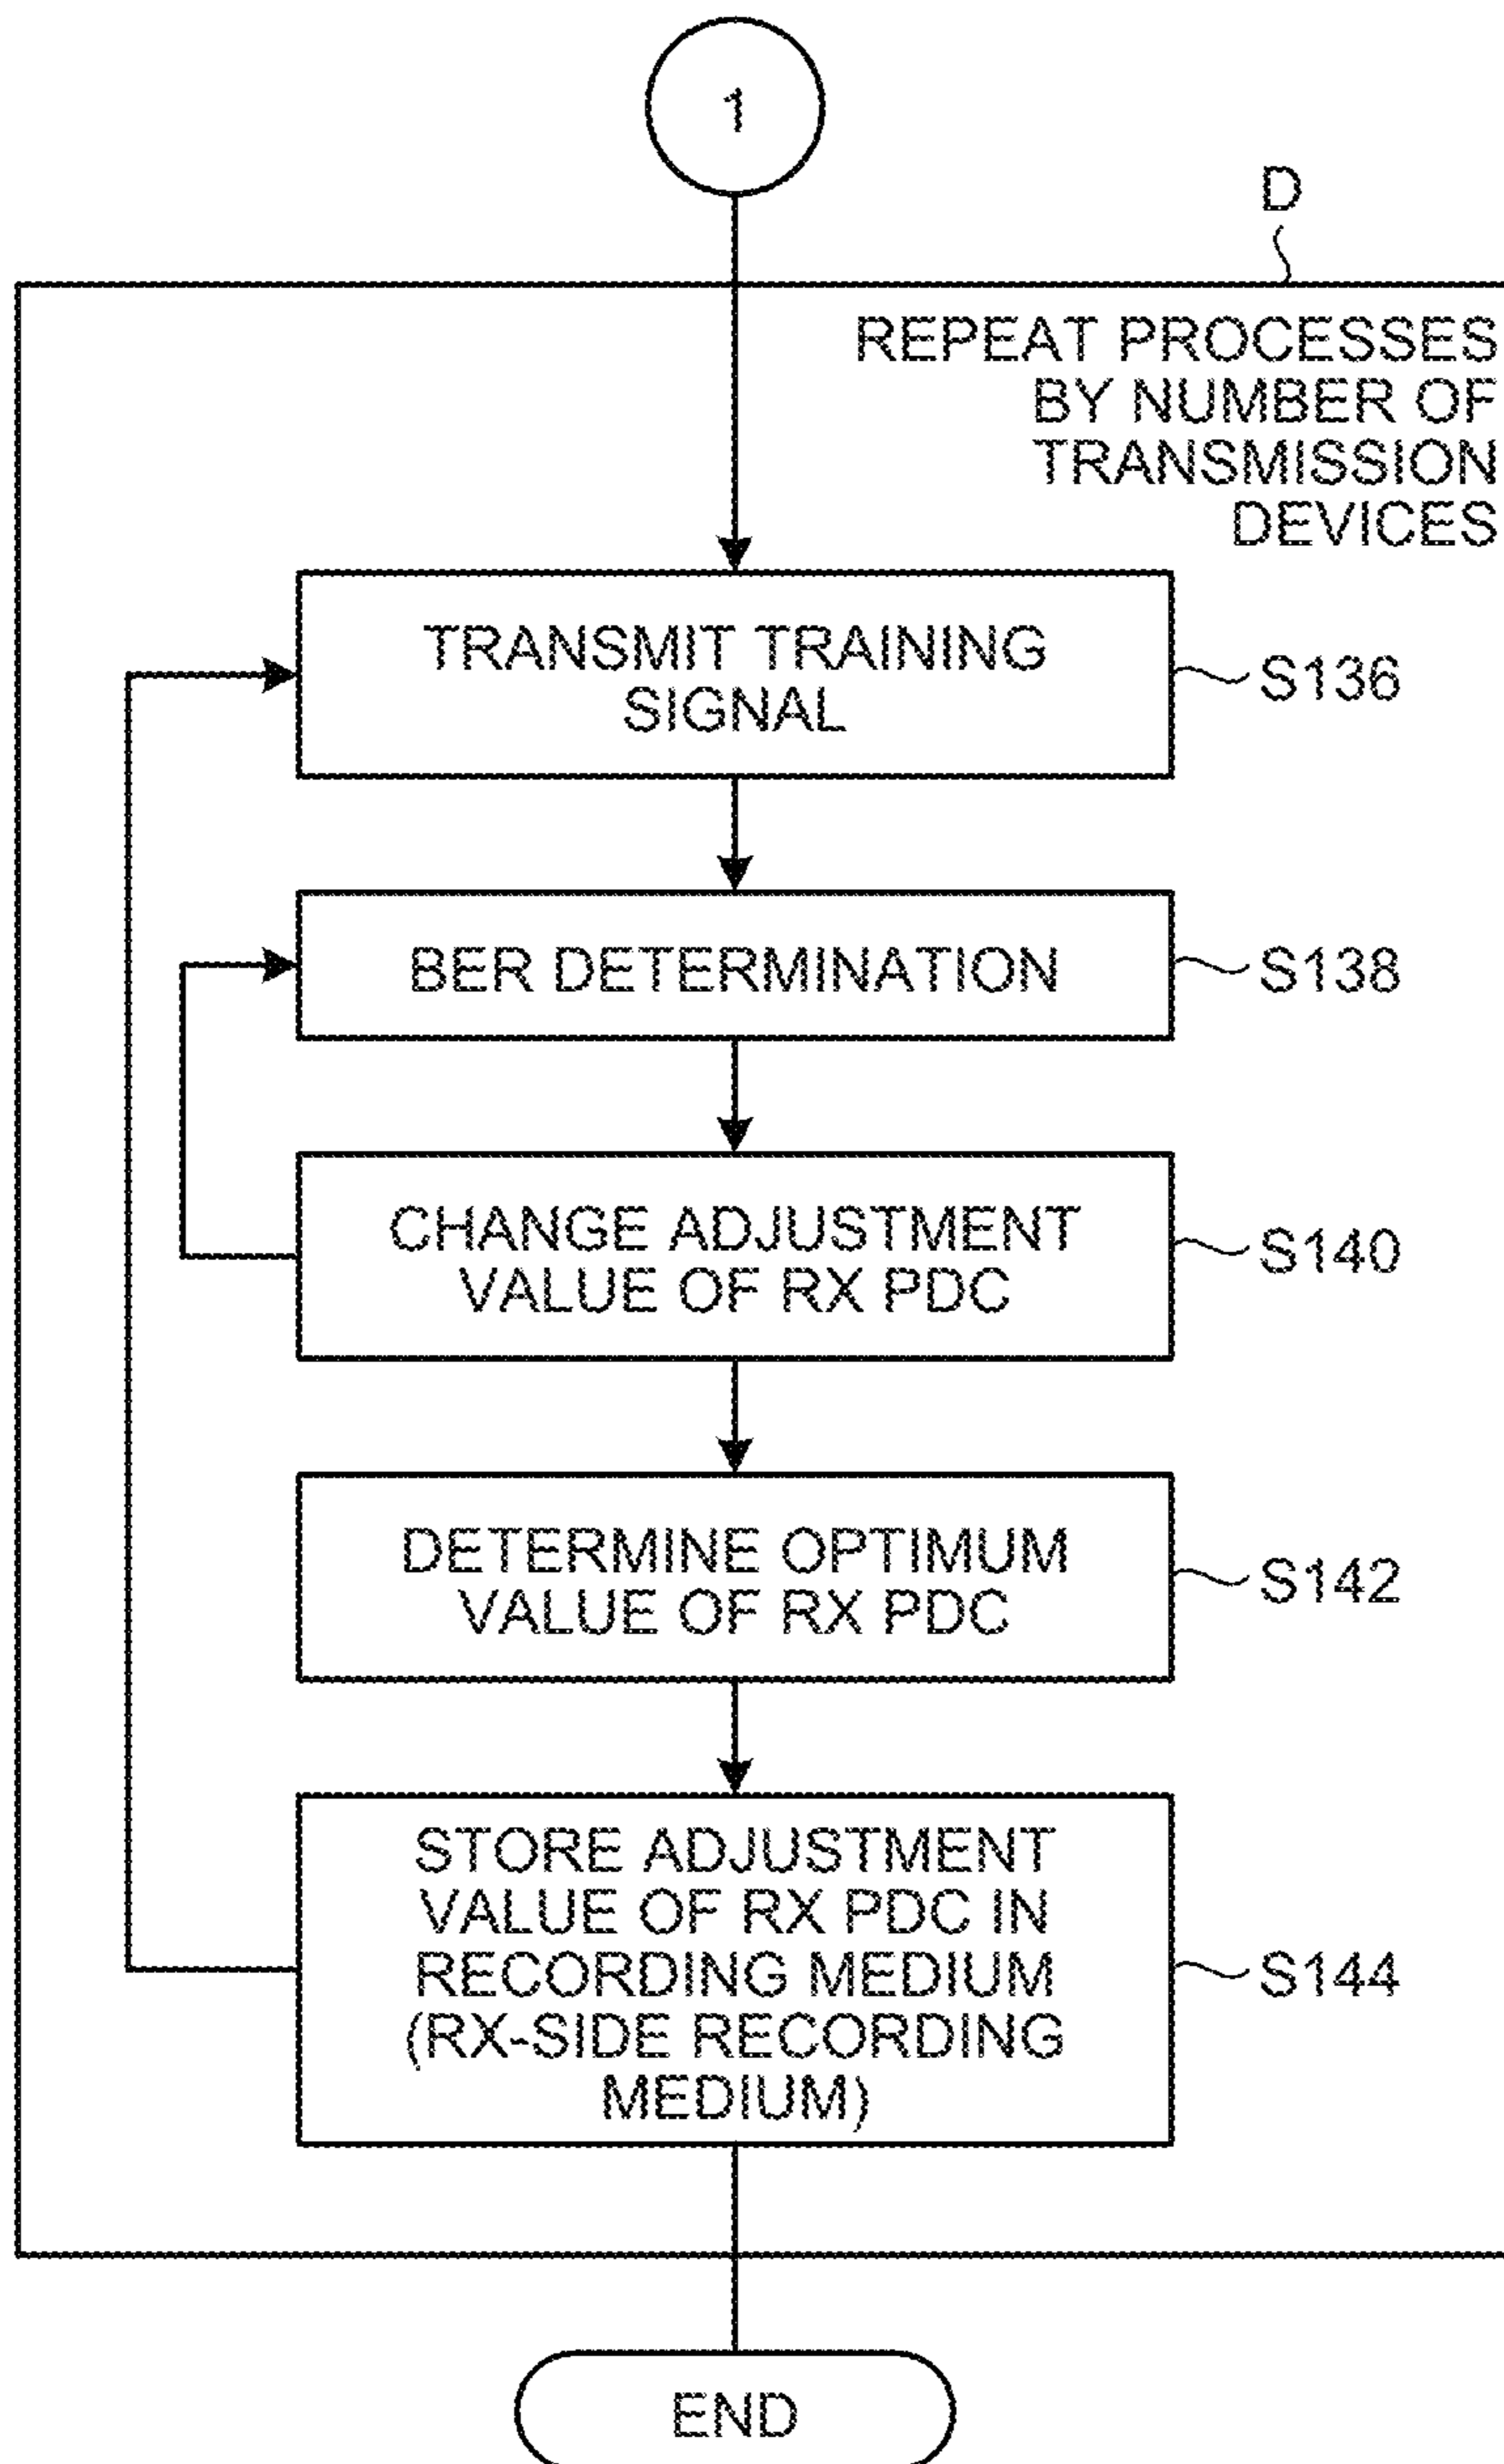 1
D
REPEAT PROCESSES
BY NUMBER OF
TRANSMISSION
DEVICES
TRANSMIT TRAINING
SIGNAL
S136
BER DETERMINATION
S138
CHANGE ADJUSTMENT
VALUE OF RX PDC
S140
DETERMINE OPTIMUM
VALUE OF RX PDC
S142
STORE ADJUSTMENT
VALUE OF RX PDC IN
RECORDING MEDIUM
(RX-SIDE RECORDING
MEDIUM)
S144
END